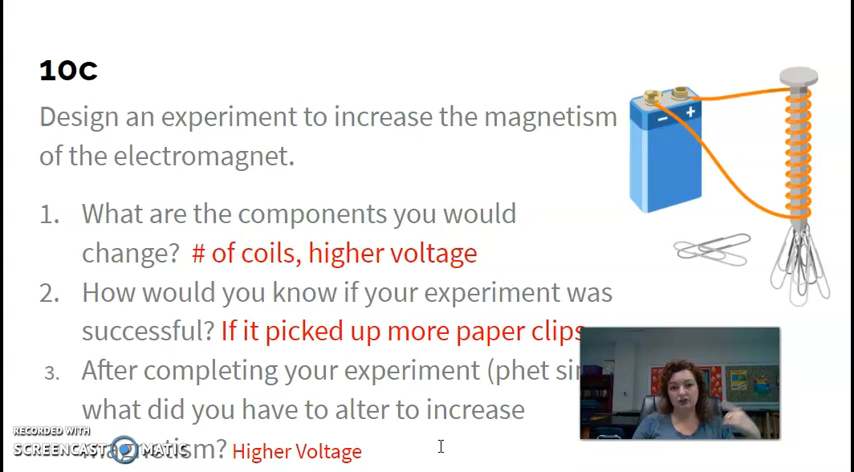 10c
Design an experiment to increase the magnetism
of the electromagnet.
1. What are the components you would
change? # of coils, higher voltage
2. How would you know if your experiment was
successful? If it picked up more paper clips
3. After completing your experiment (phet
what did you have to alter to increase
RECORDED WITH
SCREENCAST MATIC
magnetism? Higher Voltage
- +